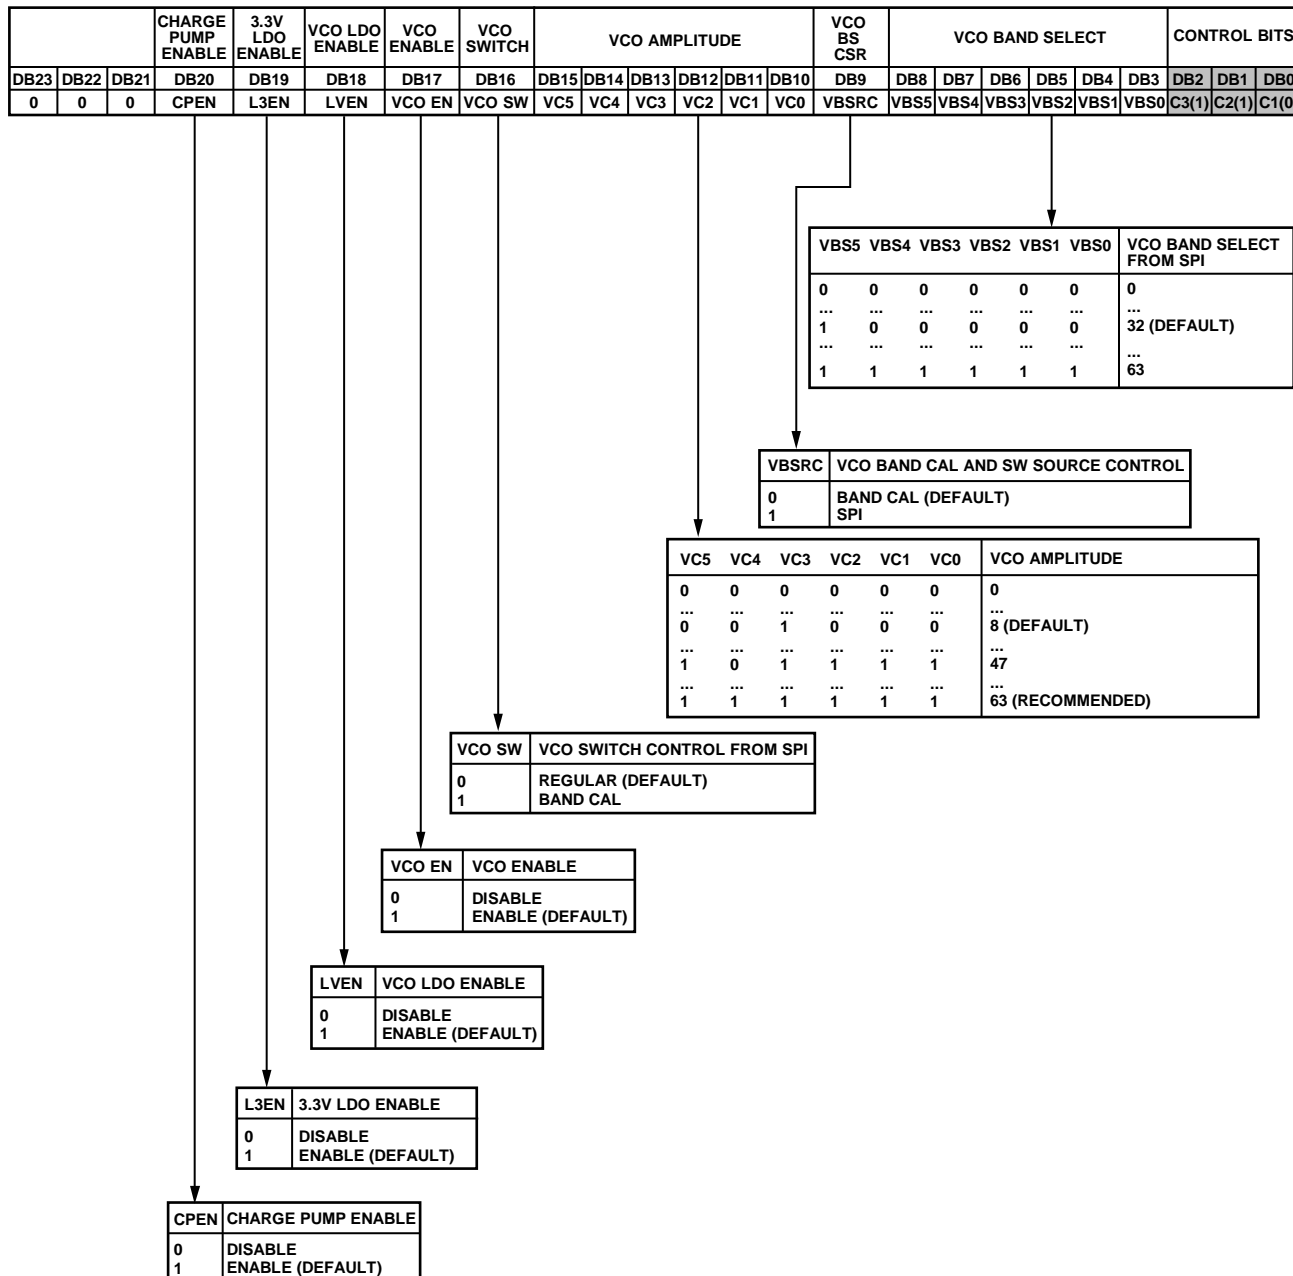 CHARGE PUMP ENABLE 3.3V LDO ENABLE VCO LDO ENABLE VCO ENABLE VCO SWITCH VCO AMPLITUDE VCO BS CSR VCO BAND SELECT CONTROL BITS
DB23 DB22 DB21 DB20 DB19 DB18 DB17 DB16 DB15 DB14 DB13 DB12 DB11 DB10 DB9 DB8 DB7 DB6 DB5 DB4 DB3 DB2 DB1 DB0
0 0 0 CPEN L3EN LVEN VCO EN VCO SW VC5 VC4 VC3 VC2 VC1 VC0 VBSRC VBS5 VBS4 VBS3 VBS2 VBS1 VBS0 C3(1) C2(1) C1(0
VBS5 VBS4 VBS3 VBS2 VBS1 VBS0 VCO BAND SELECT FROM SPI
0 0 0 0 0 0 0
... ... ... ... ... ... ...
1 0 0 0 0 0 32 (DEFAULT)
... ... ... ... ... ... ...
1 1 1 1 1 1 63
VBSRC VCO BAND CAL AND SW SOURCE CONTROL
0 BAND CAL (DEFAULT)
1 SPI
VC5 VC4 VC3 VC2 VC1 VC0 VCO AMPLITUDE
0 0 0 0 0 0 0
... ... ... ... ... ... ...
0 0 1 0 0 0 8 (DEFAULT)
... ... ... ... ... ... ...
1 0 1 1 1 1 47
... ... ... ... ... ... ...
1 1 1 1 1 1 63 (RECOMMENDED)
VCO SW VCO SWITCH CONTROL FROM SPI
0 REGULAR (DEFAULT)
1 BAND CAL
VCO EN VCO ENABLE
0 DISABLE
1 ENABLE (DEFAULT)
LVEN VCO LDO ENABLE
0 DISABLE
1 ENABLE (DEFAULT)
L3EN 3.3V LDO ENABLE
0 DISABLE
1 ENABLE (DEFAULT)
CPEN CHARGE PUMP ENABLE
0 DISABLE
1 ENABLE (DEFAULT)